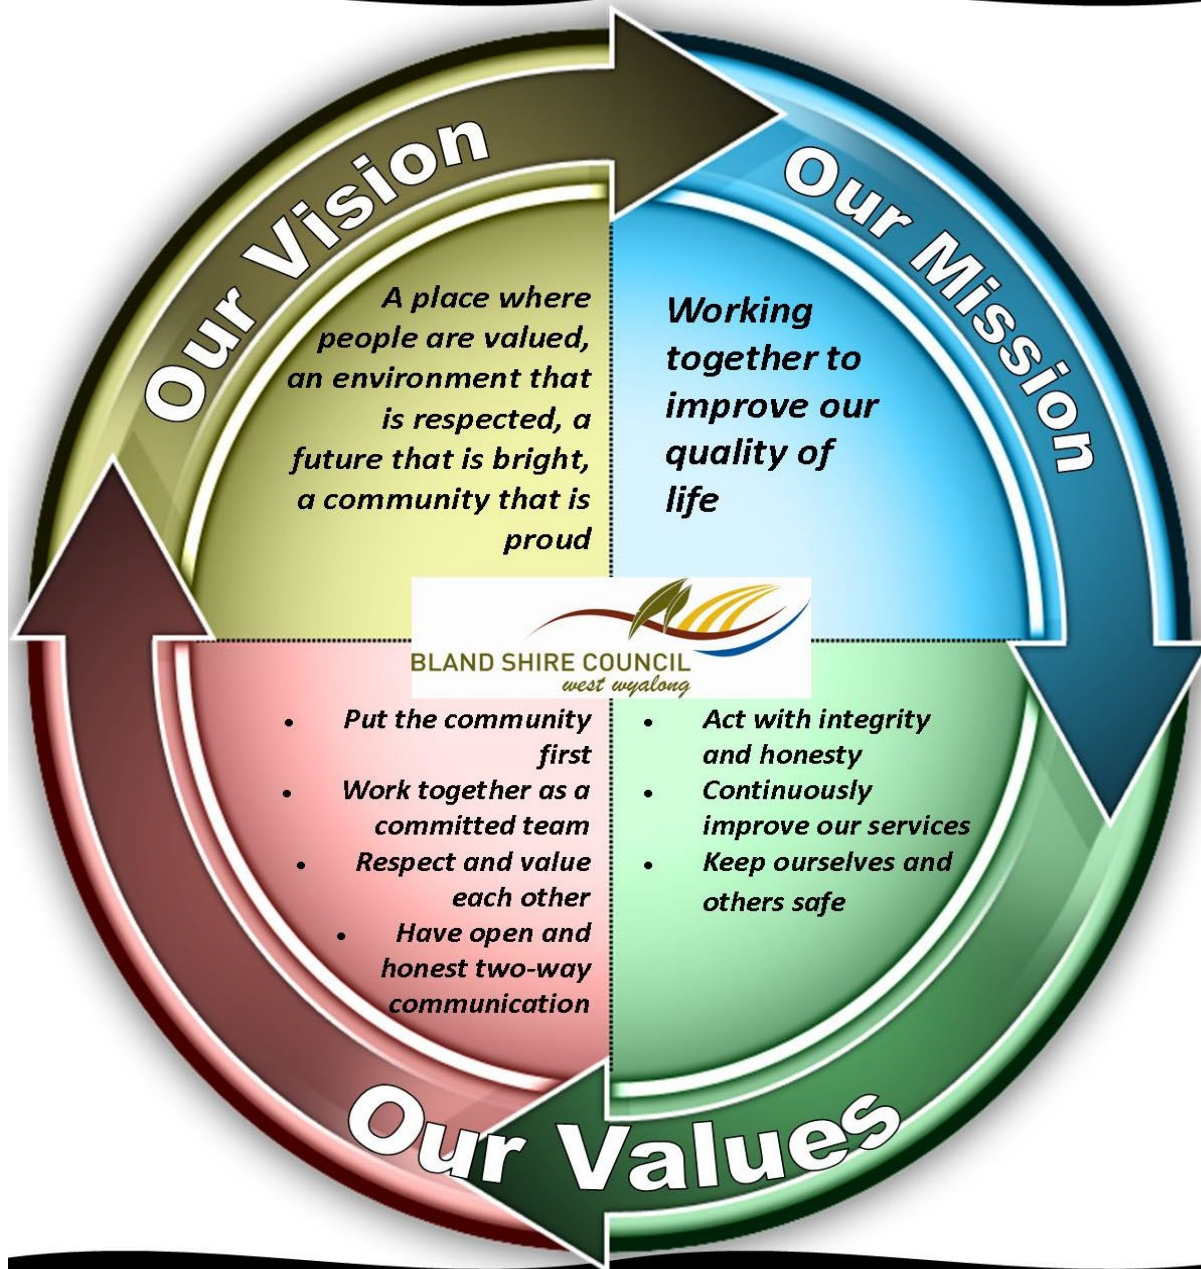 Our Vision
A place where
people are valued,
an environment that
is respected, a
future that is bright,
a community that is
proud
Our Mission
Working
together to
improve our
quality of
life
BLAND SHIRE COUNCIL
west wyalong
• Put the community
first
• Work together as a
committed team
• Respect and value
each other
• Have open and
honest two-way
communication
• Act with integrity
and honesty
• Continuously
improve our services
• Keep ourselves and
others safe
Our Values